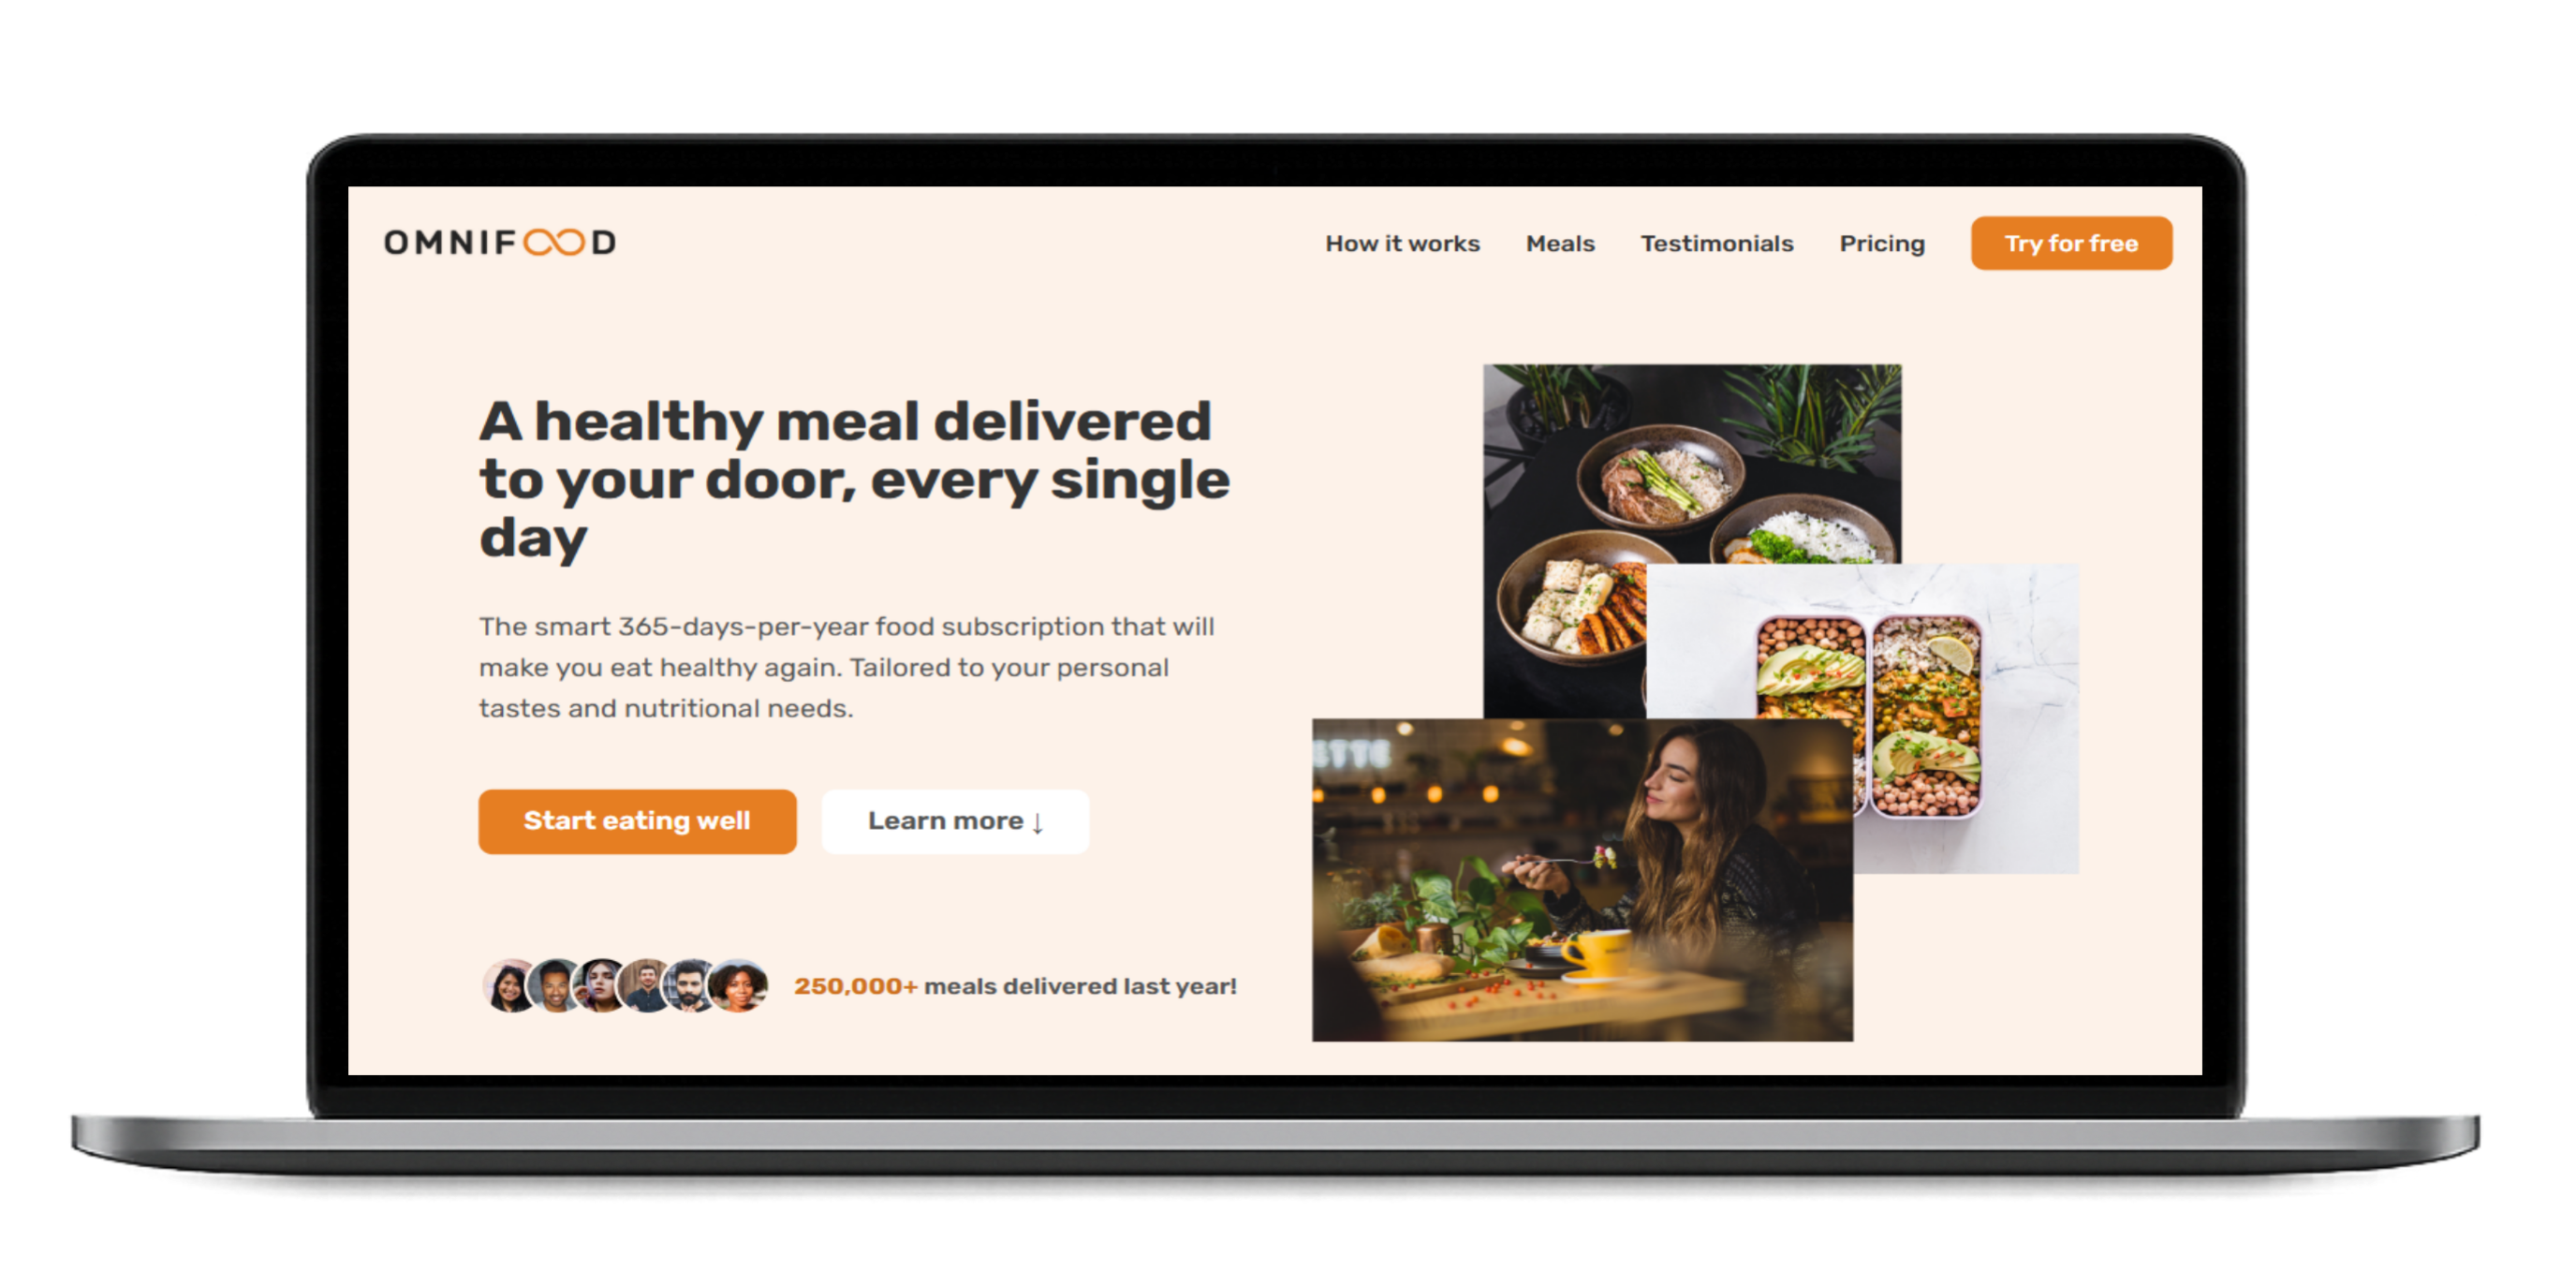 OMNIFOOD
How it works Meals Testimonials Pricing Try for free
A healthy meal delivered
to your door, every single
day
The smart 365-days-per-year food subscription that will
make you eat healthy again. Tailored to your personal
tastes and nutritional needs.
Start eating well Learn more ↓
250,000+ meals delivered last year!